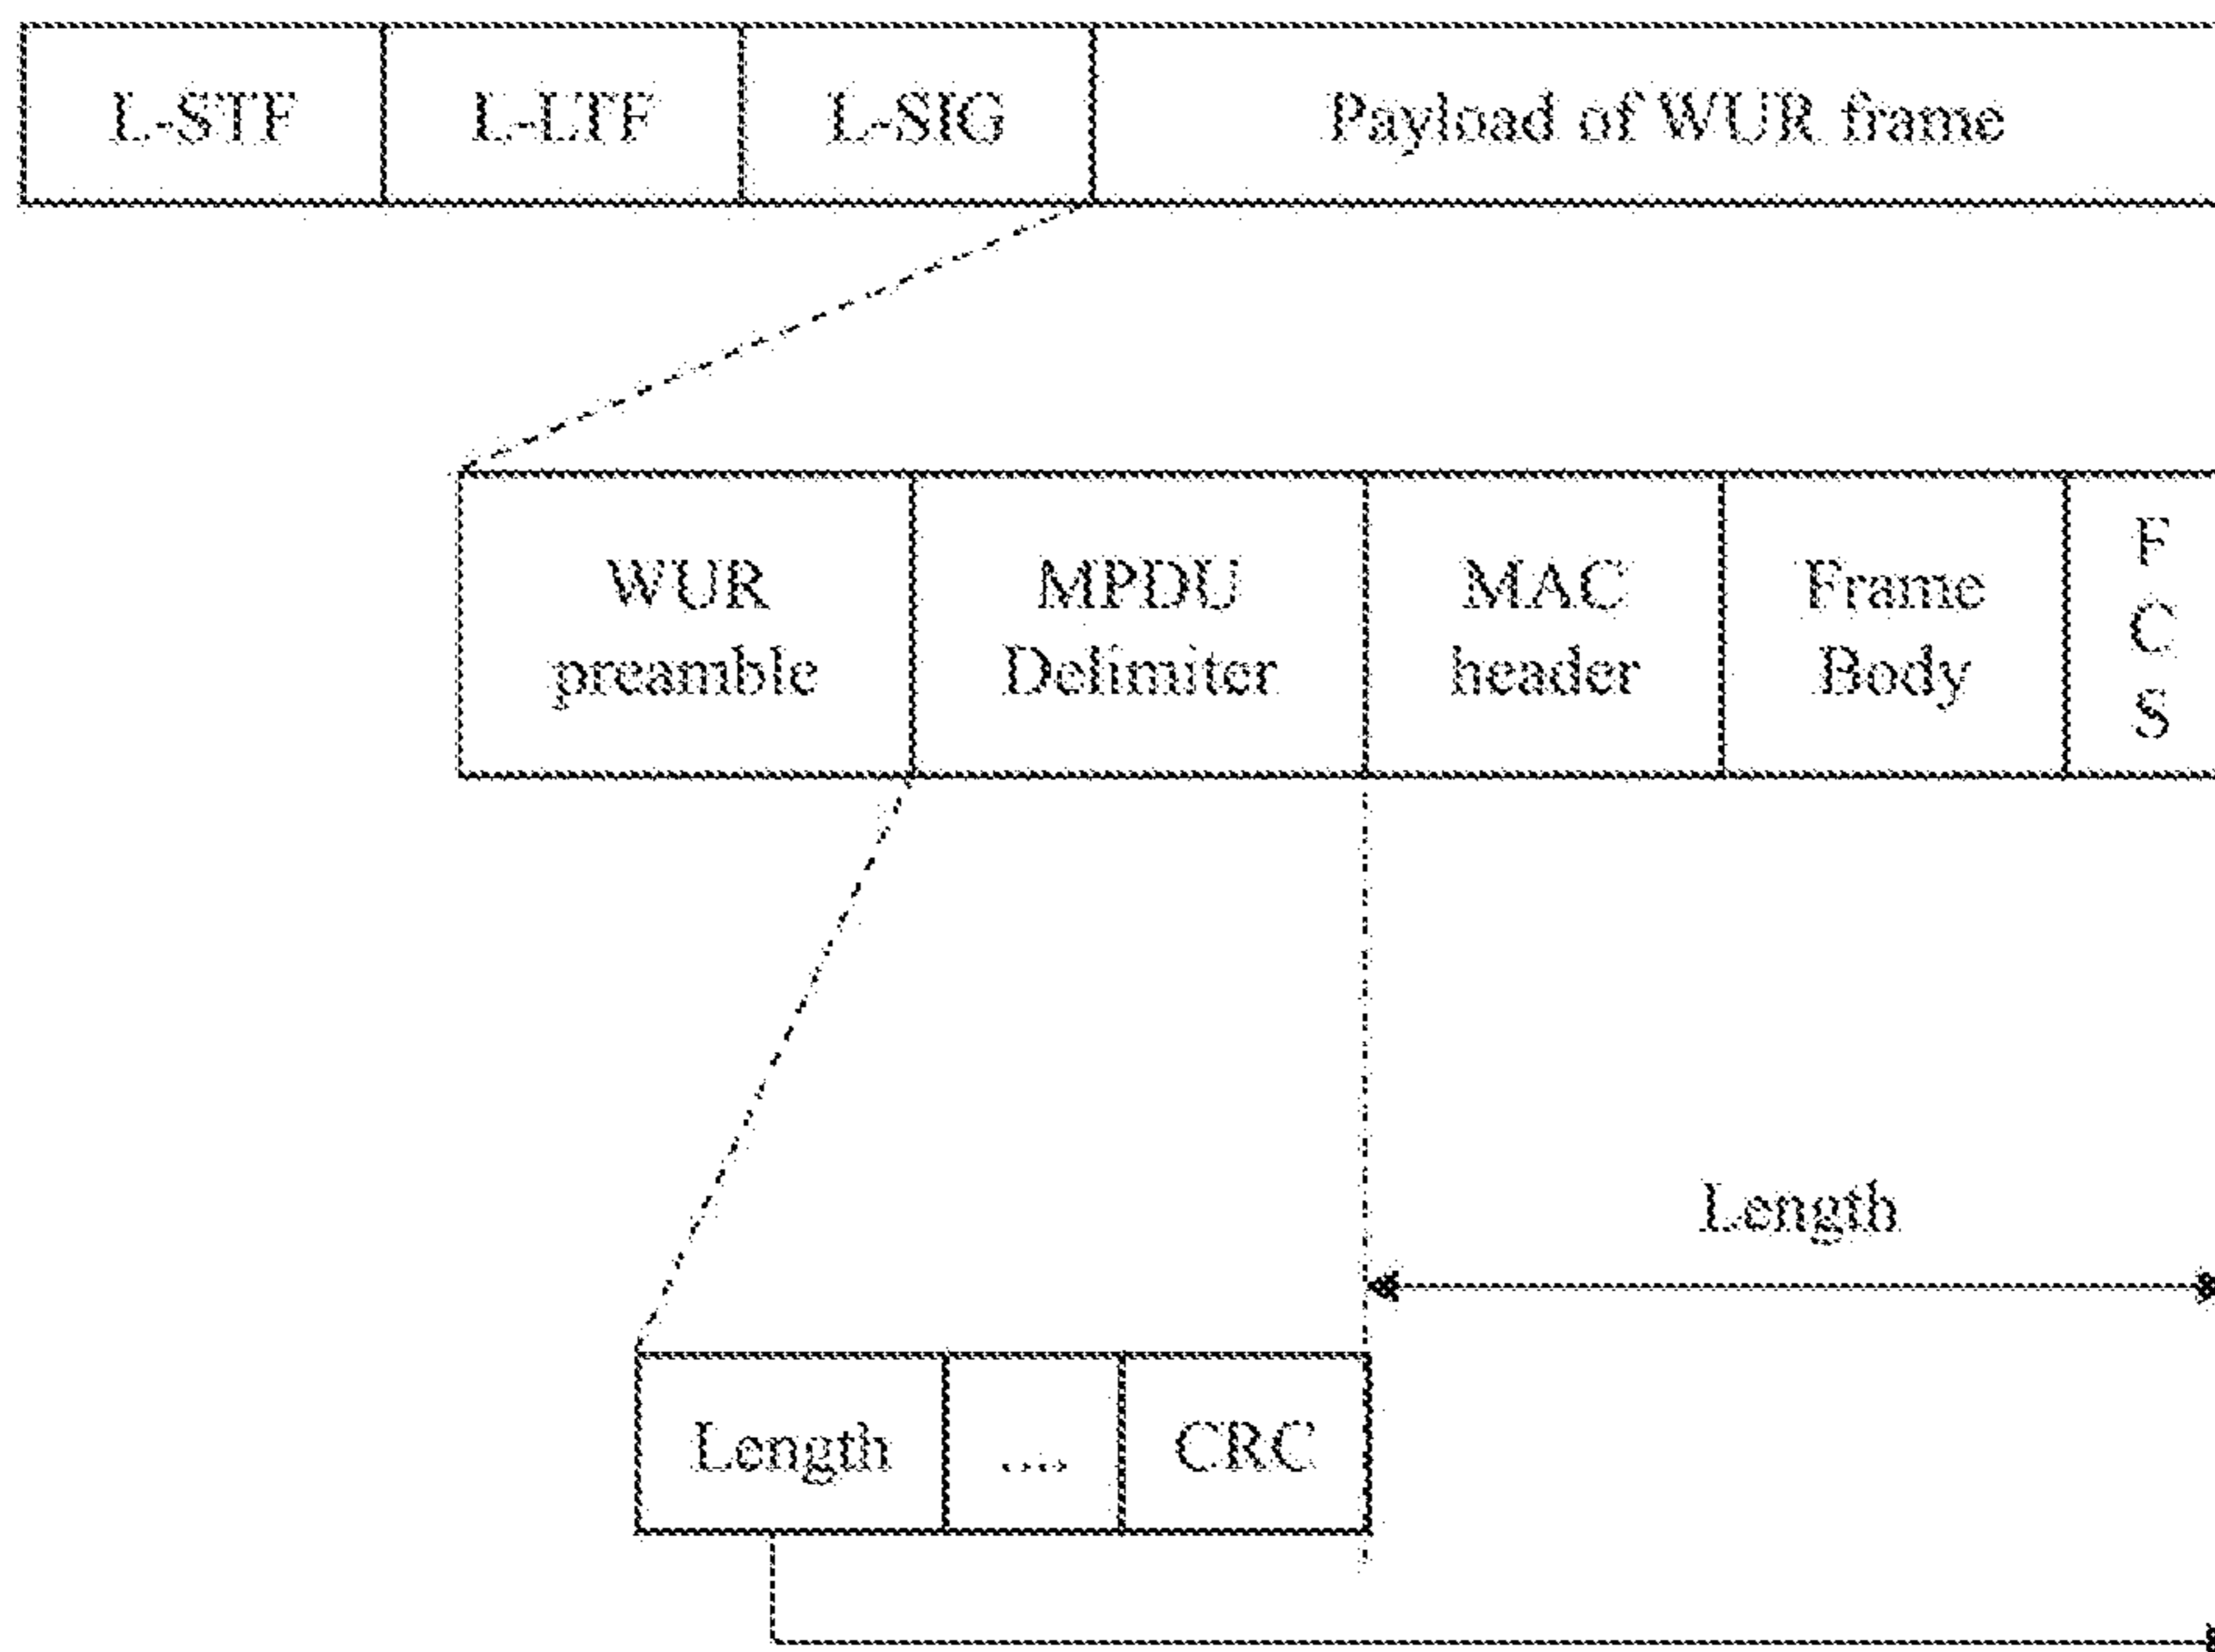 L-STF L-LTF L-SIG Payload of WUR frame
WUR preamble
MPDU Delimiter
MAC header
Frame Body
F
C
S
Length
Length ... CRC